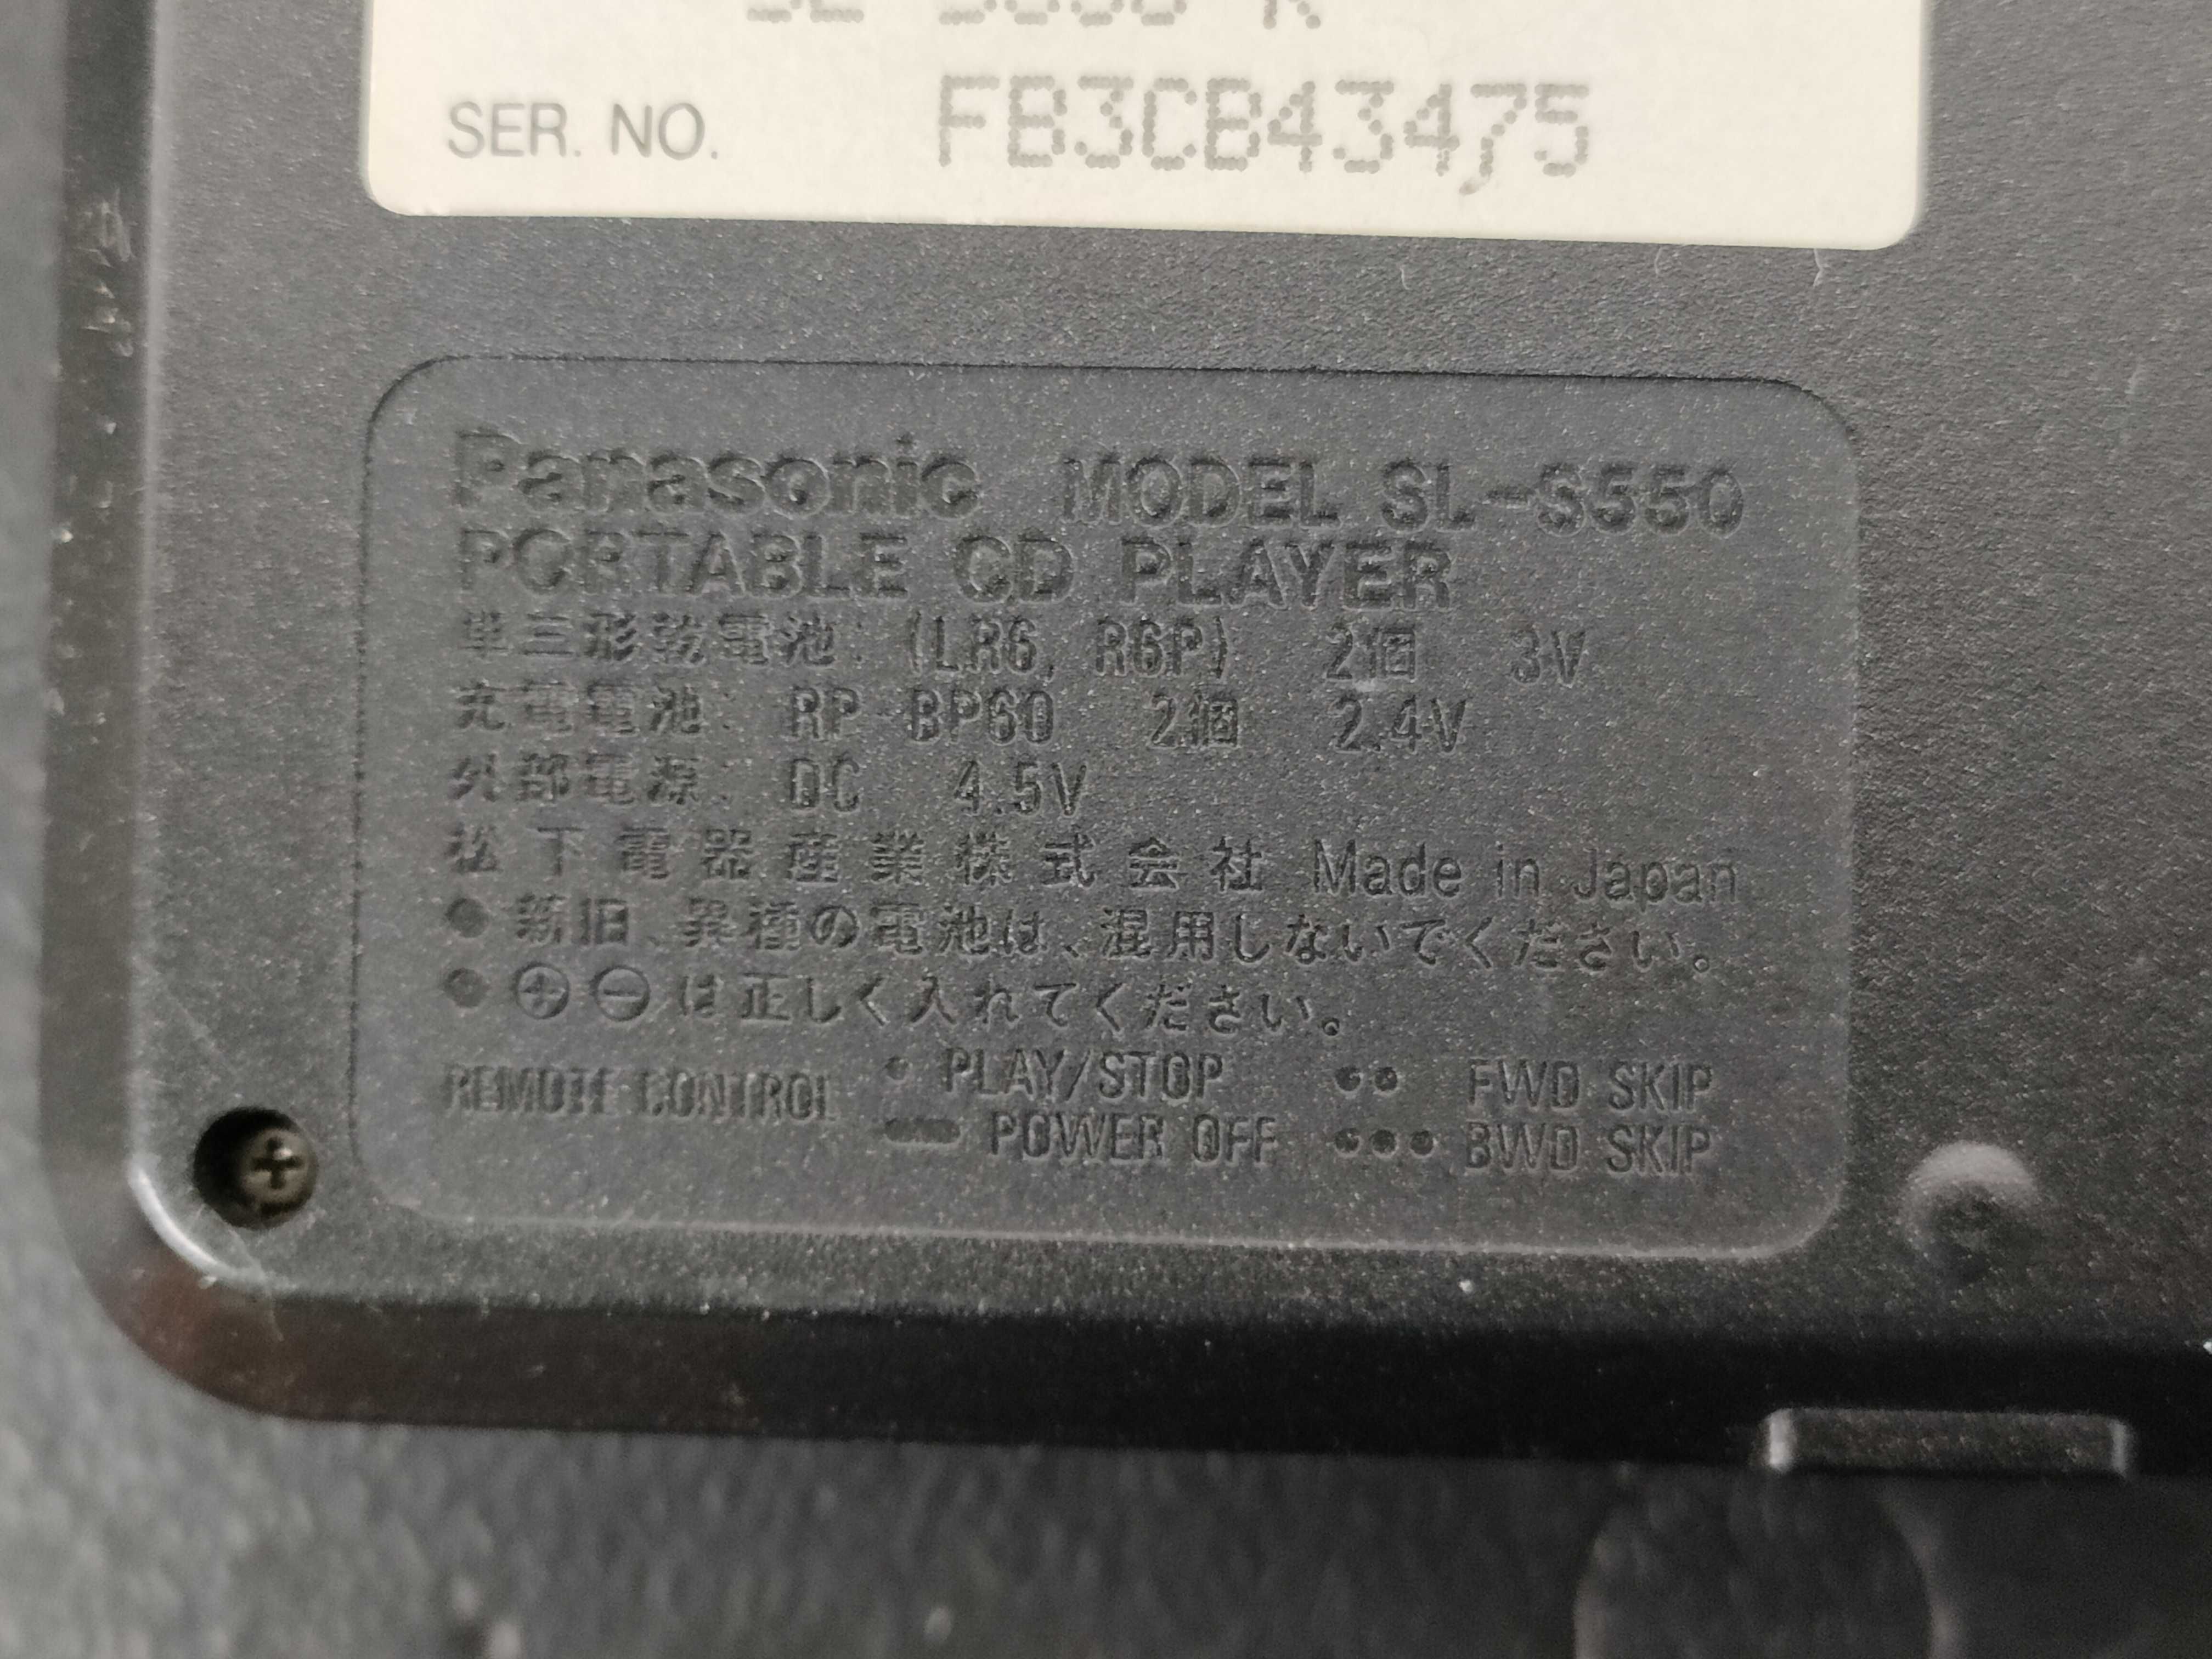 SER. NO. FB3CB43475
Panasonic MODEL SL-S550
PORTABLE CD PLAYER
単三形乾電池: (LR6, R6P) 2個 3V
充電電池: RP-BP60 2個 2.4V
外部電源: DC 4.5V
松下電器産業株式会社 Made in Japan
● 新旧、異種の電池は、混用しないでください。
● ⊕ ⊖ は正しく入れてください。
REMOTE CONTROL • PLAY/STOP •• FWD SKIP
▬ POWER OFF ••• BWD SKIP